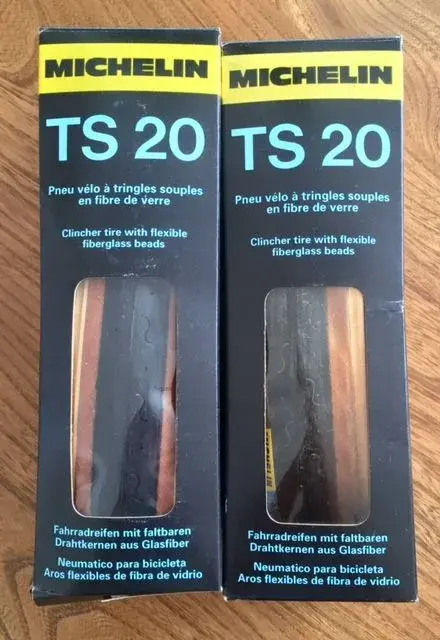 MICHELIN
TS 20
Pneu vélo à tringles souples
en fibre de verre
Clincher tire with flexible
fiberglass beads
Fahrradreifen mit faltbaren
Drahtkernen aus Glasfiber
Neumatico para bicicleta
Aros flexibles de fibra de vidrio
MICHELIN
TS 20
Pneu vélo à tringles souples
en fibre de verre
Clincher tire with flexible
fiberglass beads
MICHELIN
Fahrradreifen mit faltbaren
Drahtkernen aus Glasfiber
Neumatico para bicicleta
Aros flexibles de fibra de vidrio